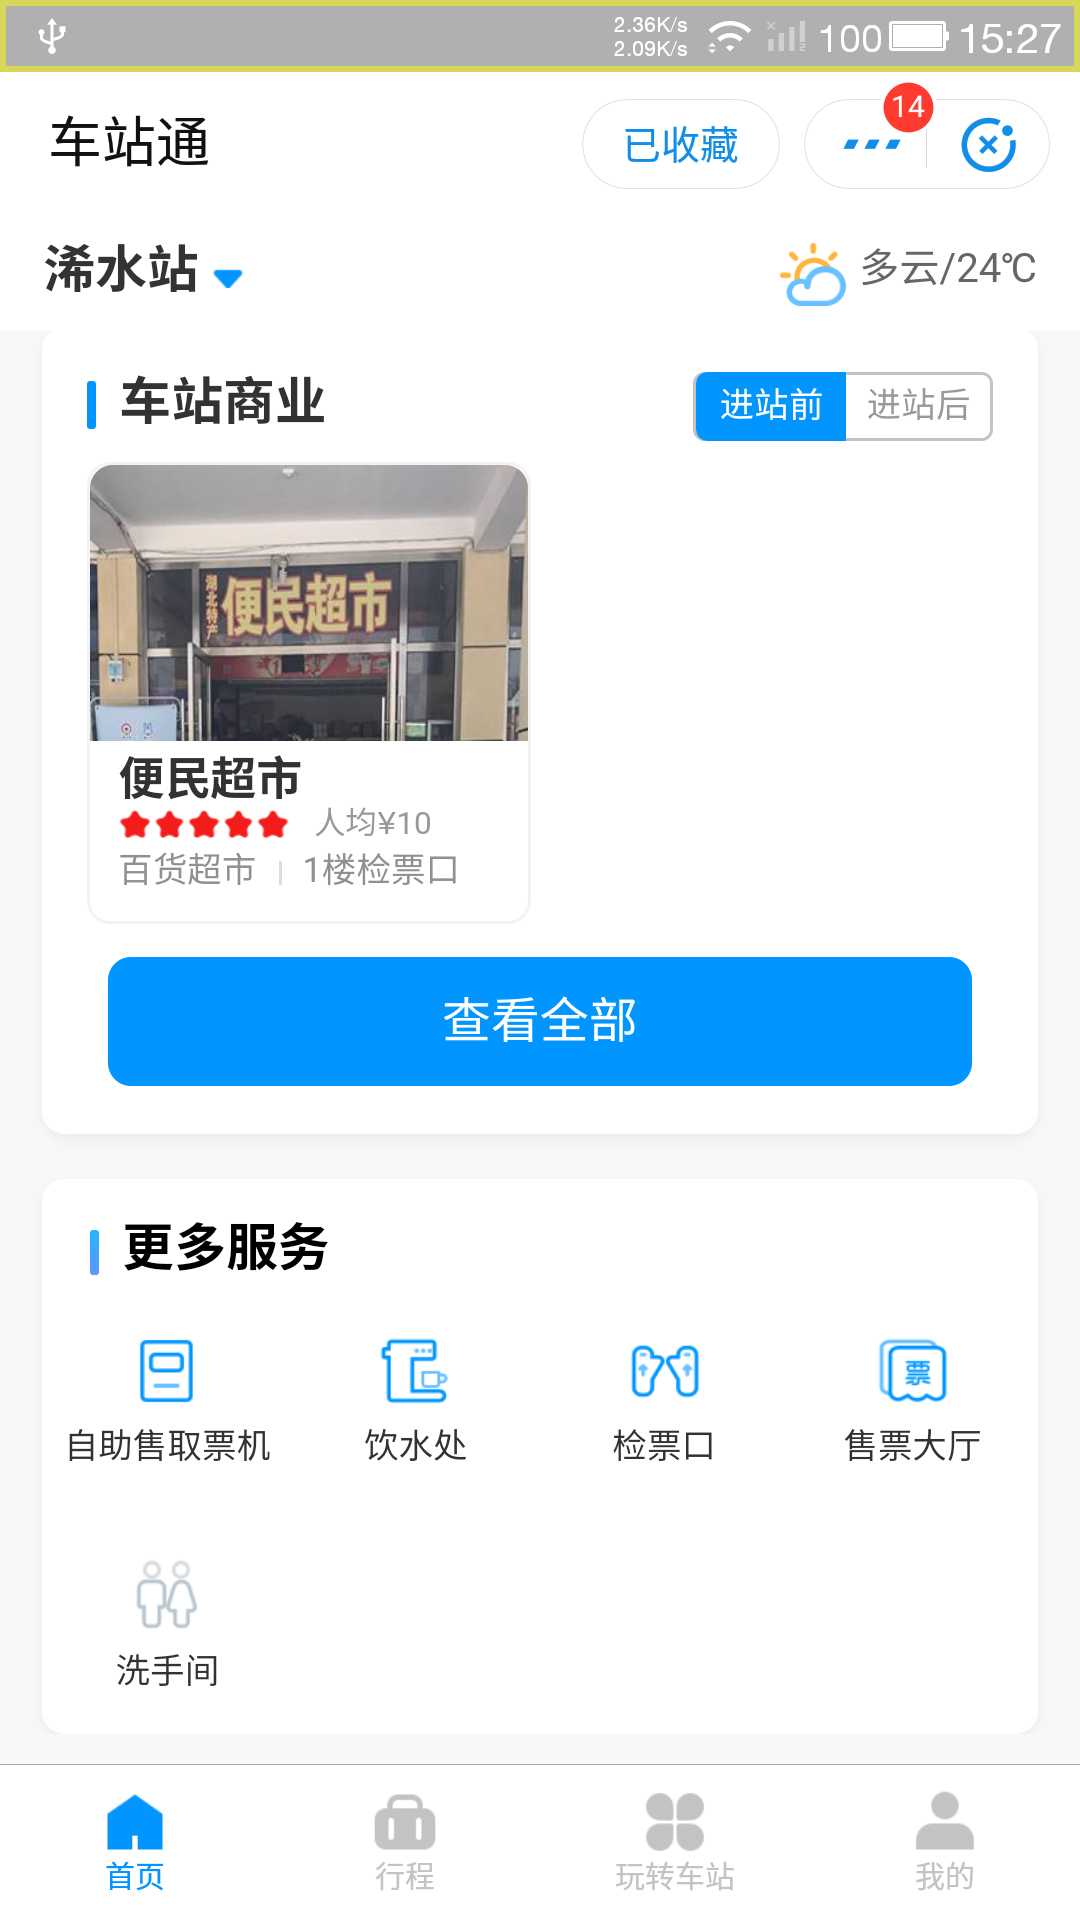 2.36K/s
2.09K/s
100
15:27
车站通
已收藏
14
浠水站
多云/24℃
车站商业
进站前
进站后
湖北特产
便民超市
便民超市
人均¥10
百货超市
1楼检票口
查看全部
更多服务
自助售取票机
饮水处
检票口
票
售票大厅
洗手间
首页
行程
玩转车站
我的